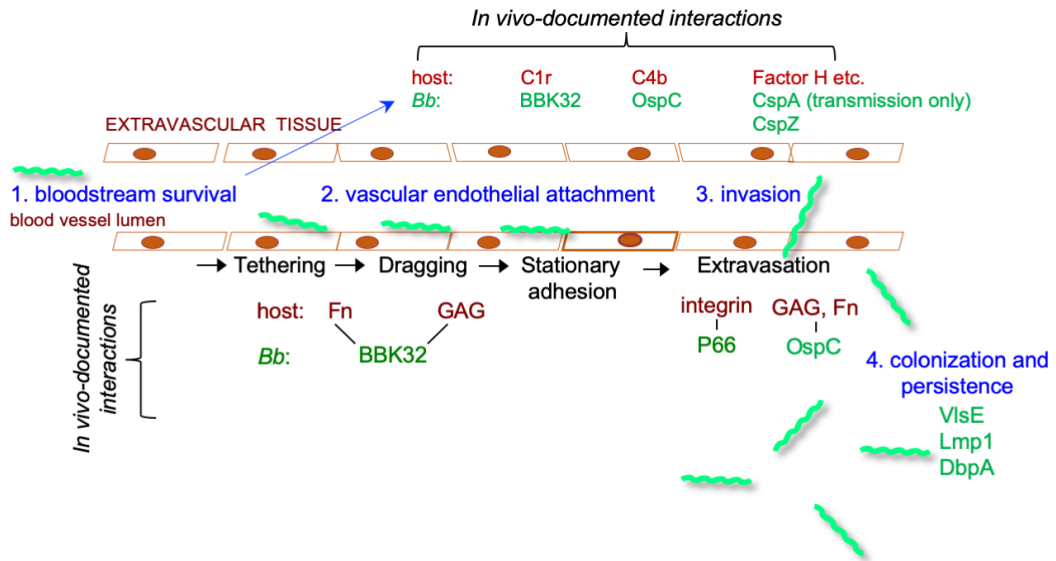 In vivo-documented interactions
host: C1r C4b Factor H etc.
Bb: BBK32 OspC CspA (transmission only)
CspZ
EXTRAVASCULAR TISSUE
1. bloodstream survival 2. vascular endothelial attachment 3. invasion
blood vessel lumen
Tethering Dragging Stationary adhesion Extravasation
In vivo-documented
interactions
host: Fn GAG integrin GAG, Fn
Bb: BBK32 P66 OspC
4. colonization and
persistence
VlsE
Lmp1
DbpA